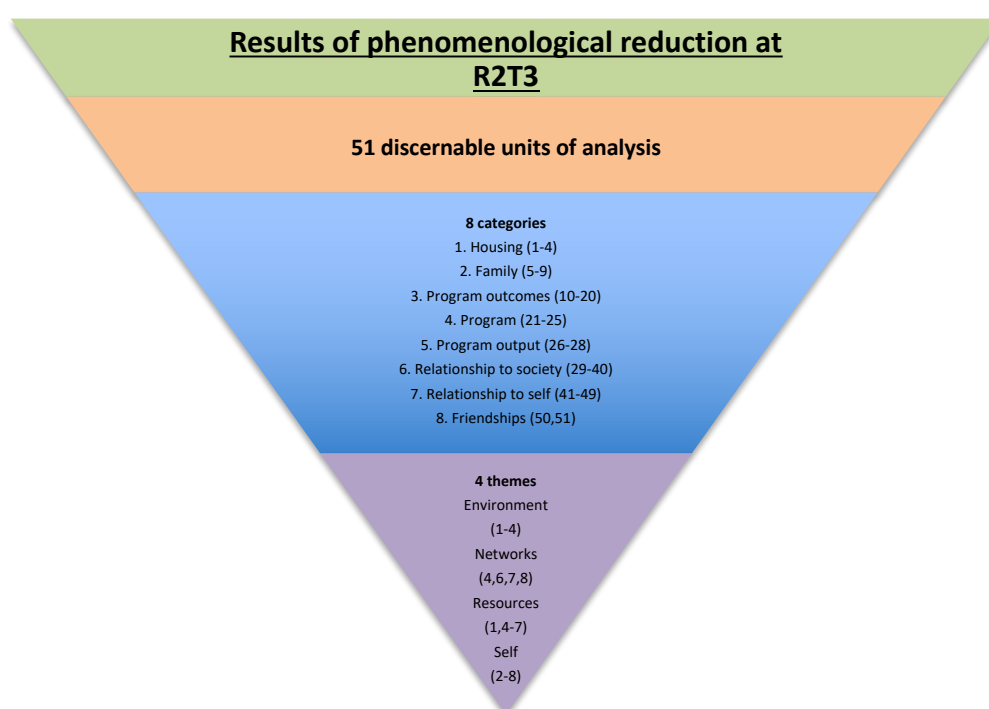 Results of phenomenological reduction at
R2T3
51 discernable units of analysis
8 categories
1. Housing (1-4)
2. Family (5-9)
3. Program outcomes (10-20)
4. Program (21-25)
5. Program output (26-28)
6. Relationship to society (29-40)
7. Relationship to self (41-49)
8. Friendships (50,51)
4 themes
Environment
(1-4)
Networks
(4,6,7,8)
Resources
(1,4-7)
Self
(2-8)